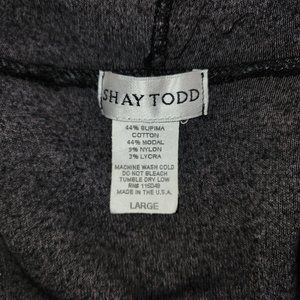 SHAY TODD
44% SUPIMA
COTTON
44% MODAL
9% NYLON
3% LYCRA
MACHINE WASH COLD
DO NOT BLEACH
TUMBLE DRY LOW
RN# 115048
MADE IN THE U.S.A.
LARGE